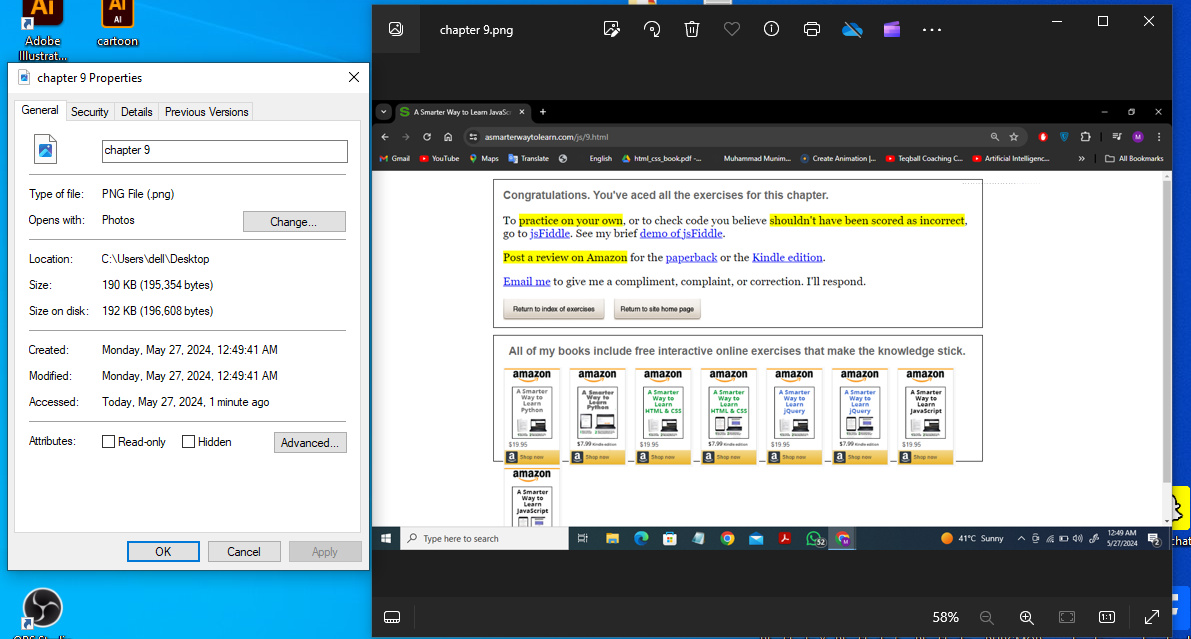 Ai
Adobe
Illustrat...
Ai
AI
cartoon
chapter 9 Properties
General
Security
Details
Previous Versions
chapter 9
Type of file:
PNG File (.png)
Opens with:
Photos
Change...
Location:
C:\Users\dell\Desktop
Size:
190 KB (195,354 bytes)
Size on disk:
192 KB (196,608 bytes)
Created:
Monday, May 27, 2024, 12:49:41 AM
Modified:
Monday, May 27, 2024, 12:49:41 AM
Accessed:
Today, May 27, 2024, 1 minute ago
Attributes:
Read-only
Hidden
Advanced...
OK
Cancel
Apply
chapter 9.png
S A Smarter Way to Learn JavaSc
asmarterwaytolearn.com/js/9.html
M
Gmail
YouTube
Maps
Translate
English
html_css_book.pdf -...
Muhammad Munim...
Create Animation |...
Teqball Coaching C...
Artificial Intelligenc...
»
All Bookmarks
Congratulations. You've aced all the exercises for this chapter.
To practice on your own, or to check code you believe shouldn't have been scored as incorrect,
go to jsFiddle. See my brief demo of jsFiddle.
Post a review on Amazon for the paperback or the Kindle edition.
Email me to give me a compliment, complaint, or correction. I'll respond.
Return to index of exercises
Return to site home page
All of my books include free interactive online exercises that make the knowledge stick.
amazon
A Smarter
Way to
Learn
Python
$19.95
a Shop now
amazon
A Smarter
Way to
Learn
Python
$7.99 Kindle edition
a Shop now
amazon
A Smarter
Way to
Learn
HTML & CSS
$19.95
a Shop now
amazon
A Smarter
Way to
Learn
HTML & CSS
$7.99 Kindle edition
a Shop now
amazon
A Smarter
Way to
Learn
jQuery
$19.95
a Shop now
amazon
A Smarter
Way to
Learn
jQuery
$7.99 Kindle edition
a Shop now
amazon
A Smarter
Way to
Learn
JavaScript
$19.95
a Shop now
amazon
A Smarter
Way to
Learn
JavaScript
Type here to search
52
M
41°C Sunny
12:49 AM
5/27/2024
2
58%
1:1
chat